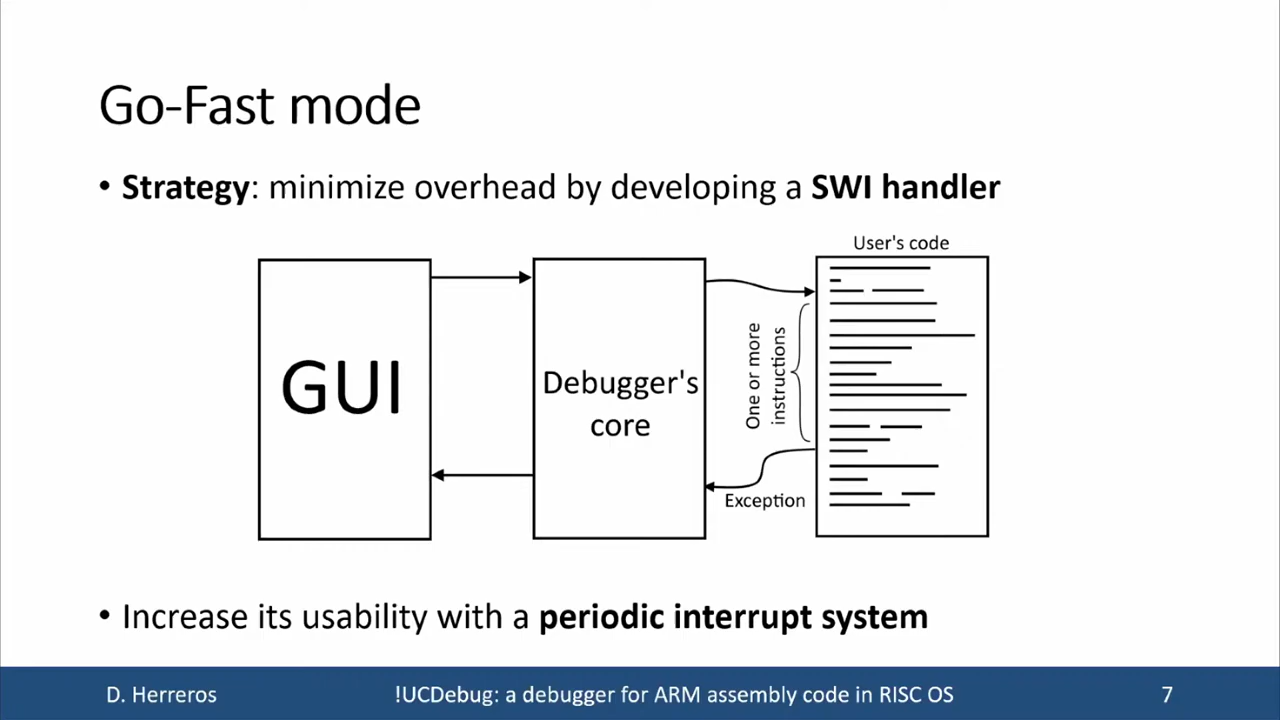 Go-Fast mode
• Strategy: minimize overhead by developing a SWI handler
User's code
GUI
Debugger's
core
One or more
instructions
Exception
• Increase its usability with a periodic interrupt system
D. Herreros
!UCDebug: a debugger for ARM assembly code in RISC OS
7